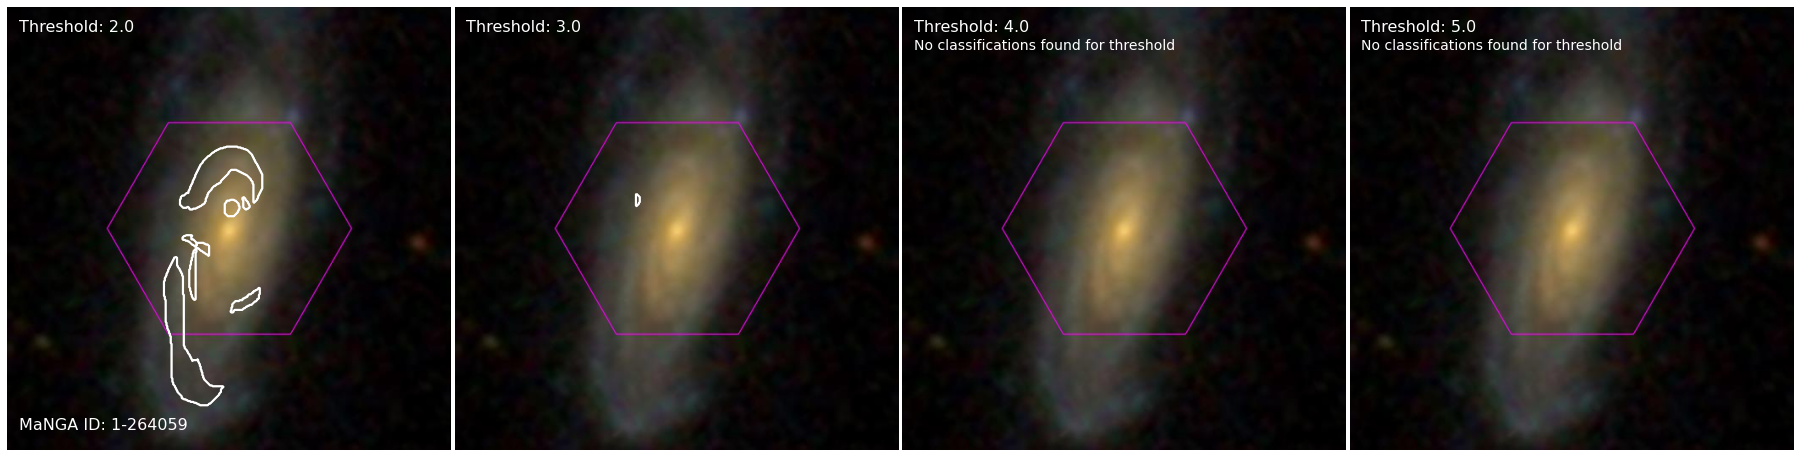 Threshold: 2.0
MaNGA ID: 1-264059
Threshold: 3.0
Threshold: 4.0
No classifications found for threshold
Threshold: 5.0
No classifications found for threshold